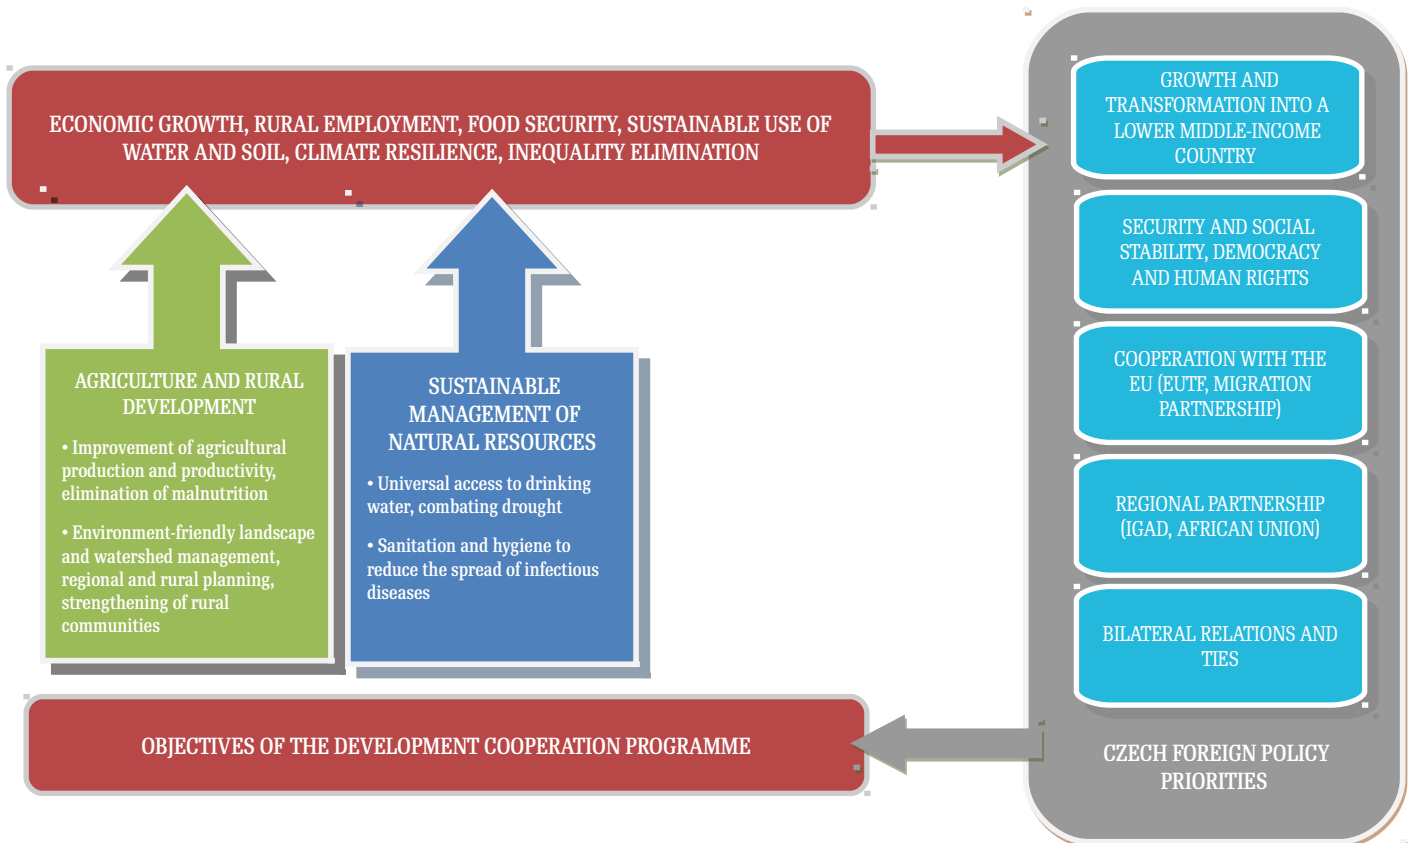 ECONOMIC GROWTH, RURAL EMPLOYMENT, FOOD SECURITY, SUSTAINABLE USE OF
WATER AND SOIL, CLIMATE RESILIENCE, INEQUALITY ELIMINATION
AGRICULTURE AND RURAL
DEVELOPMENT
• Improvement of agricultural
production and productivity,
elimination of malnutrition
• Environment-friendly landscape
and watershed management,
regional and rural planning,
strengthening of rural
communities
SUSTAINABLE
MANAGEMENT OF
NATURAL RESOURCES
• Universal access to drinking
water, combating drought
• Sanitation and hygiene to
reduce the spread of infectious
diseases
OBJECTIVES OF THE DEVELOPMENT COOPERATION PROGRAMME
GROWTH AND
TRANSFORMATION INTO A
LOWER MIDDLE-INCOME
COUNTRY
SECURITY AND SOCIAL
STABILITY, DEMOCRACY
AND HUMAN RIGHTS
COOPERATION WITH THE
EU (EUTF, MIGRATION
PARTNERSHIP)
REGIONAL PARTNERSHIP
(IGAD, AFRICAN UNION)
BILATERAL RELATIONS AND
TIES
CZECH FOREIGN POLICY
PRIORITIES